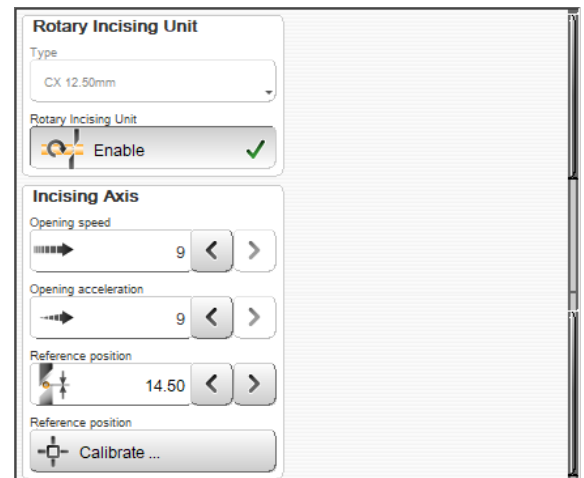 Rotary Incising Unit
Type
CX 12.50mm
Rotary Incising Unit
Enable
Incising Axis
Opening speed
9
Opening acceleration
9
Reference position
14.50
Reference position
Calibrate ...